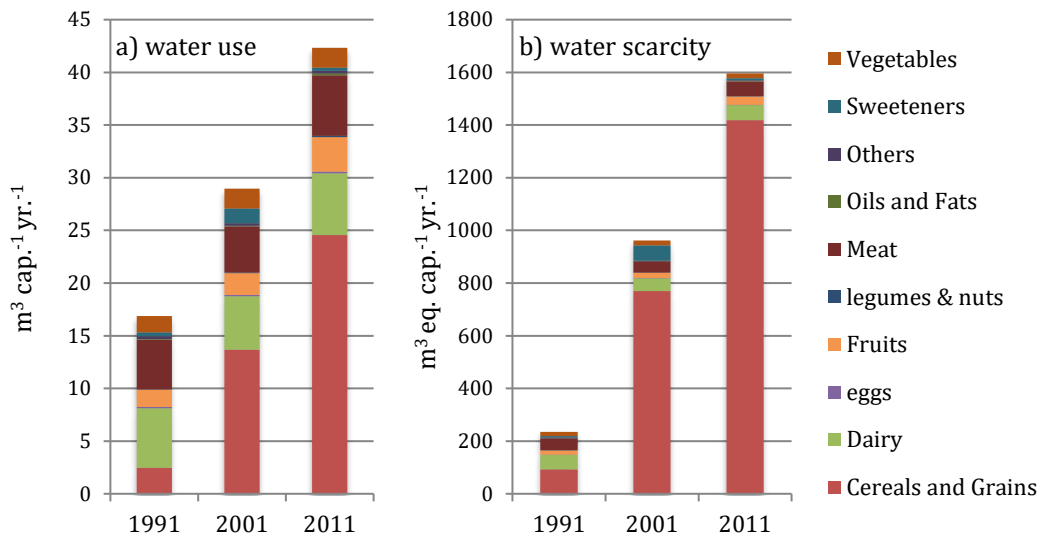 a) water use
m³ cap.⁻¹ yr.⁻¹
45
40
35
30
25
20
15
10
5
0
1991 2001 2011
b) water scarcity
m³ eq. cap.⁻¹ yr.⁻¹
1800
1600
1400
1200
1000
800
600
400
200
0
1991 2001 2011
Vegetables
Sweeteners
Others
Oils and Fats
Meat
legumes & nuts
Fruits
eggs
Dairy
Cereals and Grains